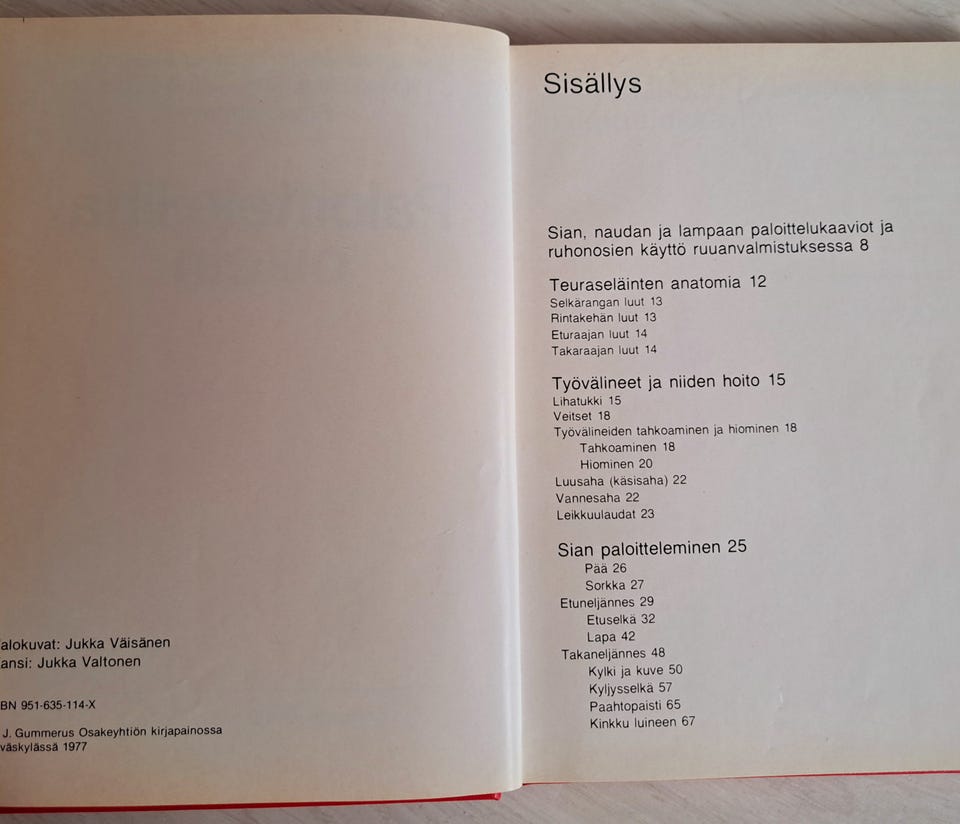 alokuvat: Jukka Väisänen
ansi: Jukka Valtonen
BN 951-635-114-X
J. Gummerus Osakeyhtiön kirjapainossa
väskylässä 1977
Sisällys
Sian, naudan ja lampaan paloittelukaaviot ja
ruhonosien käyttö ruuanvalmistuksessa 8
Teuraseläinten anatomia 12
Selkärangan luut 13
Rintakehän luut 13
Eturaajan luut 14
Takaraajan luut 14
Työvälineet ja niiden hoito 15
Lihatukki 15
Veitset 18
Työvälineiden tahkoaminen ja hiominen 18
Tahkoaminen 18
Hiominen 20
Luusaha (käsisaha) 22
Vannesaha 22
Leikkuulaudat 23
Sian paloitteleminen 25
Pää 26
Sorkka 27
Etuneljännes 29
Etuselkä 32
Lapa 42
Takaneljännes 48
Kylki ja kuve 50
Kyljysselkä 57
Paahtopaisti 65
Kinkku luineen 67